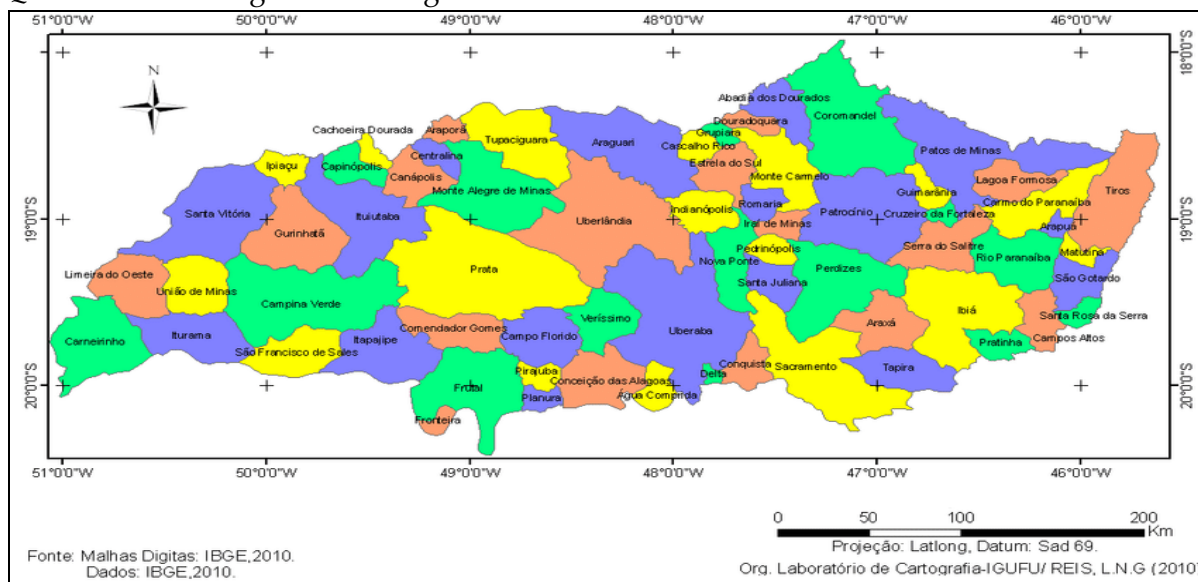 51°0'0"W 50°0'0"W 49°0'0"W 48°0'0"W 47°0'0"W 46°0'0"W
18°0'0"S
18°0'0"S
N
Abadiã dos Dourados
Coromandel
Douradoquara
Cachoeira Dourada
Araporã
Tupaciguara
Grupiara
Araguari
Cascalho Rico
Centralina
Patos de Minas
Ipiaçu
Capinópolis
Estrela do Sul
Canápolis
Monte Carmelo
Lagoa Formosa
Monte Alegre de Minas
Guimarânia
Tiros
Carmo do Paranaíba
Romaria
Santa Vitória
Ituiutaba
Indianópolis
Patrocínio
Cruzeiro da Fortaleza
19°0'0"S
Uberlândia
Iraí de Minas
Arapuá
19°0'0"S
Gurinhatã
Serra do Salitre
Pedrinópolis
Matutina
Rio Paranaíba
Nova Ponte
Prata
Perdizes
Limeira do Oeste
São Gotardo
Santa Juliana
União de Minas
Campina Verde
Ibiá
Veríssimo
Santa Rosa da Serra
Araxá
Comendador Gomes
Uberaba
Iturama
Campo Florido
Carneirinho
Campos Altos
Pratinha
São Francisco de Sales
Itapajipe
Conquista
Sacramento
Tapira
Pirajuba
Delta
Conceição das Alagoas
Frutal
20°0'0"S
20°0'0"S
Planura
Água Comprida
Fronteira
51°0'0"W 50°0'0"W 49°0'0"W 48°0'0"W 47°0'0"W 46°0'0"W
0 50 100 200
Km
Projeção: Latlong, Datum: Sad 69.
Fonte: Malhas Digitas: IBGE,2010.
Dados: IBGE,2010.
Org. Laboratório de Cartografia-IGUFU/ REIS, L.N.G (2010)